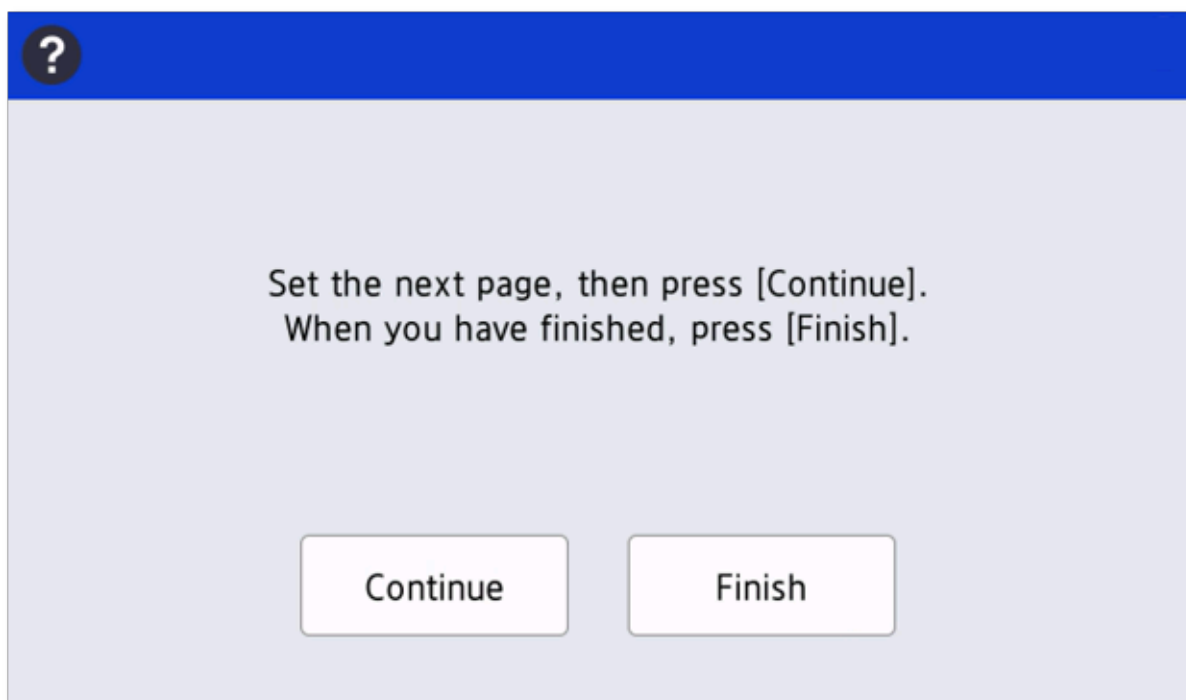 ?
Set the next page, then press [Continue].
When you have finished, press [Finish].
Continue
Finish